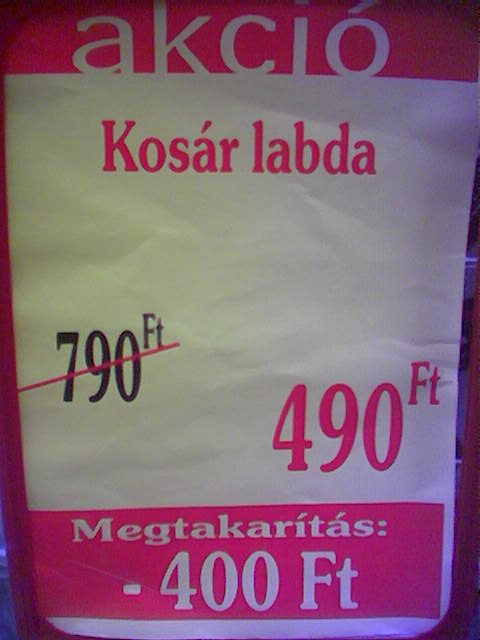 akció
Kosár labda
790 Ft
490 Ft
Megtakarítás:
- 400 Ft